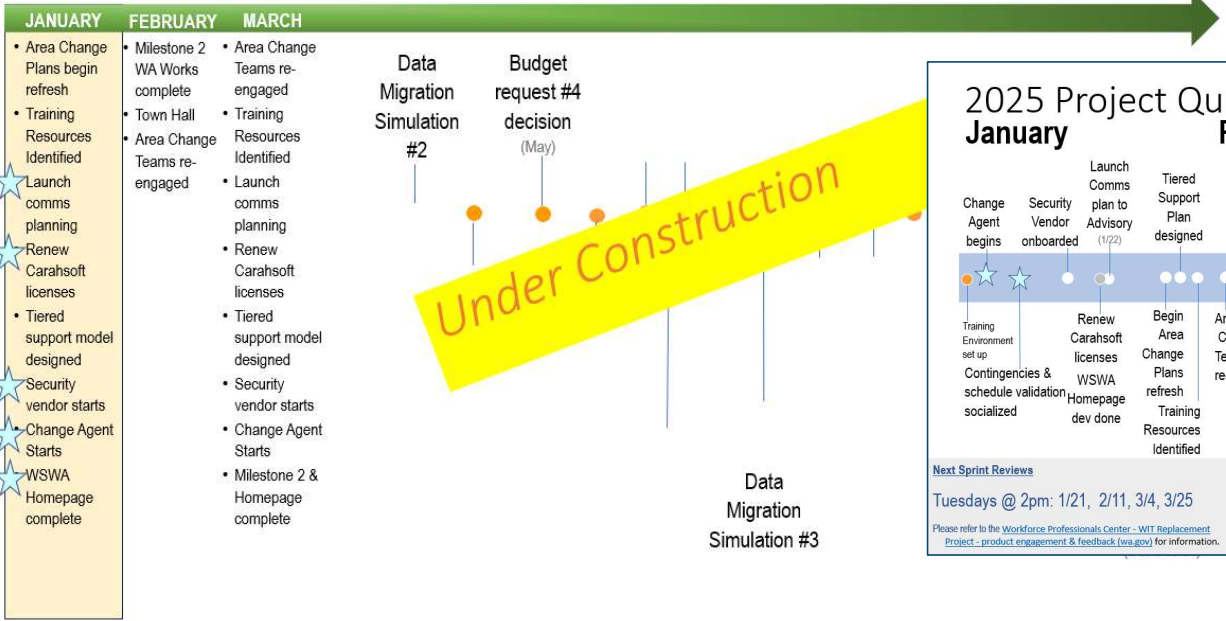 JANUARY
• Area Change
Plans begin
refresh
• Training
Resources
Identified
Launch
comms
planning
Renew
Carahsoft
licenses
• Tiered
support model
designed
Security
vendor starts
Change Agent
Starts
WSWA
Homepage
complete
FEBRUARY
• Milestone 2
WA Works
complete
• Town Hall
• Area Change
Teams re-
engaged
MARCH
• Area Change
Teams re-
engaged
• Training
Resources
Identified
• Launch
comms
planning
• Renew
Carahsoft
licenses
• Tiered
support model
designed
• Security
vendor starts
• Change Agent
Starts
• Milestone 2 &
Homepage
complete
Data
Migration
Simulation
#2
Budget
request #4
decision
(May)
Under Construction
Data
Migration
Simulation #3
2025 Project Qu
January
Change
Agent
begins
Security
Vendor
onboarded
Launch
Comms
plan to
Advisory
(1/22)
Tiered
Support
Plan
designed
Training
Environment
set up
Contingencies &
schedule validation
socialized
Renew
Carahsoft
licenses
WSWA
Homepage
dev done
Begin
Area
Change
Plans
refresh
Training
Resources
Identified
Next Sprint Reviews
Tuesdays @ 2pm: 1/21, 2/11, 3/4, 3/25
Please refer to the Workforce Professionals Center - WIT Replacement
Project - product engagement & feedback (wa.gov) for information.